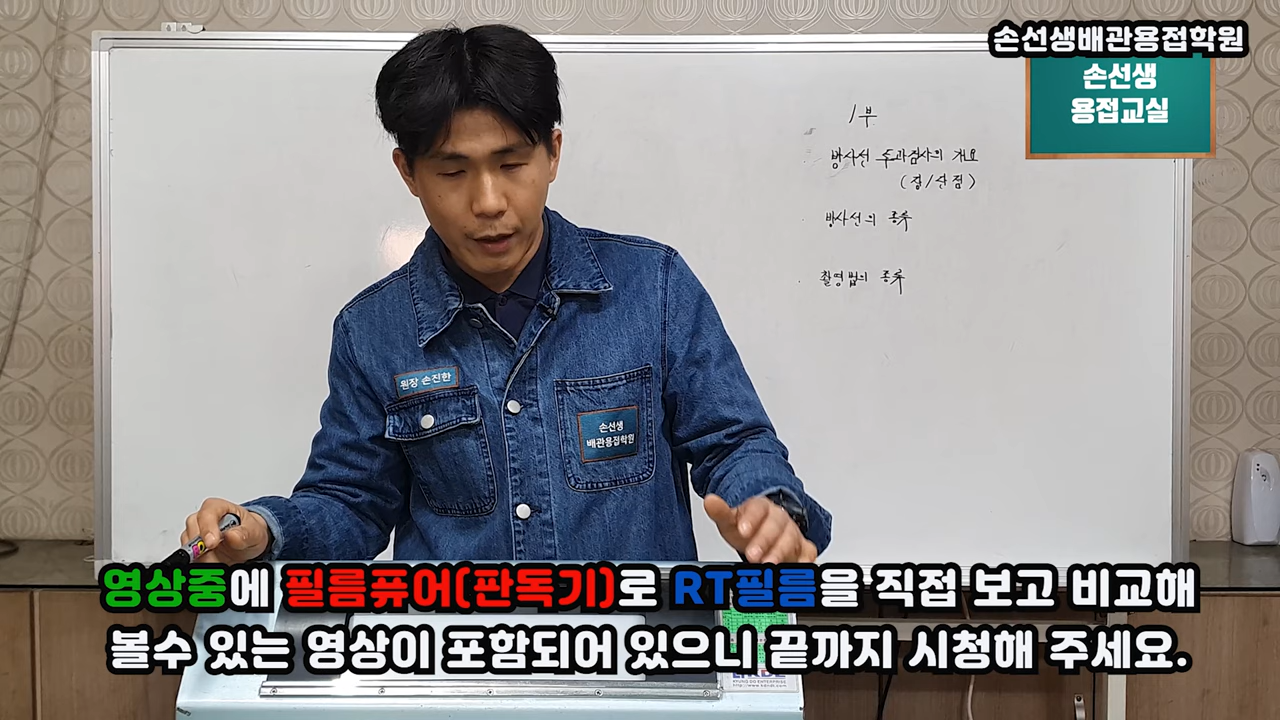 손선생배관용접학원
손선생
용접교실
1부
방사선 투과검사의 개요
(장/단점)
방사선의 종류
촬영법의 종류
원장 손진한
손선생
배관용접학원
영상중에 필름퓨어(판독기)로 RT필름을 직접 보고 비교해
볼수 있는 영상이 포함되어 있으니 끝까지 시청해 주세요.